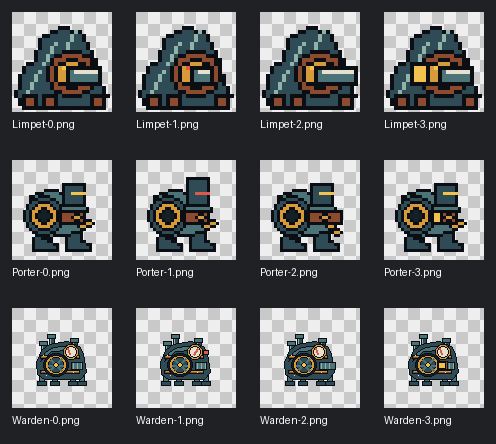 Limpet-0.png
Limpet-1.png
Limpet-2.png
Limpet-3.png
Porter-0.png
Porter-1.png
Porter-2.png
Porter-3.png
Warden-0.png
Warden-1.png
Warden-2.png
Warden-3.png